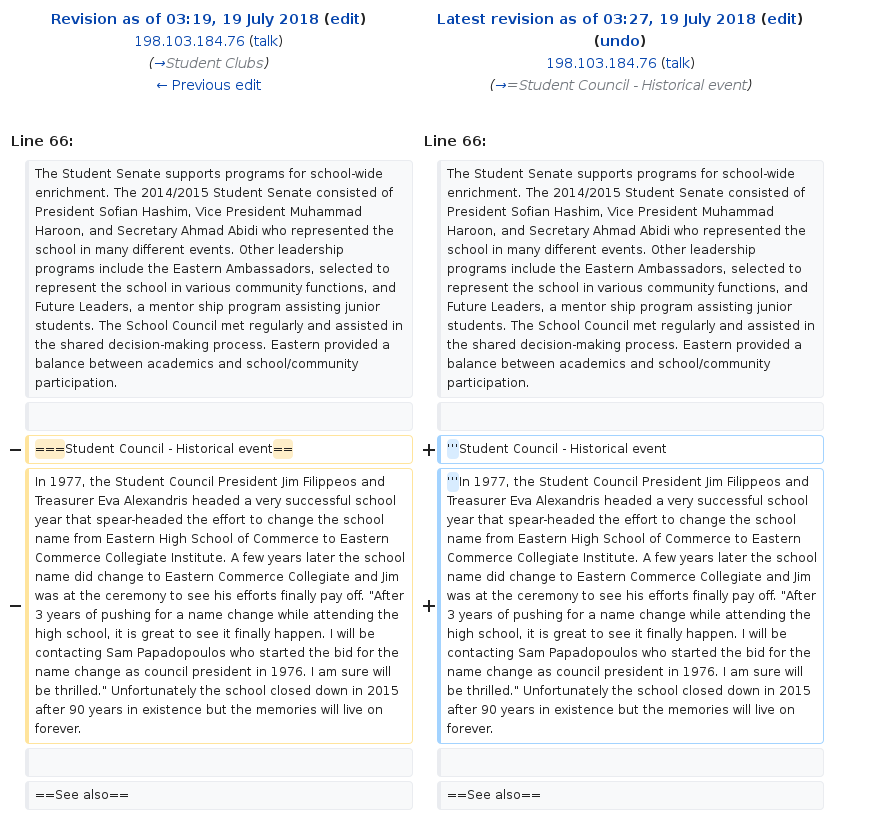 Revision as of 03:19, 19 July 2018 (edit)
198.103.184.76 (talk)
(→Student Clubs)
← Previous edit
Latest revision as of 03:27, 19 July 2018 (edit)
(undo)
198.103.184.76 (talk)
(→=Student Council - Historical event)
Line 66:
Line 66:
The Student Senate supports programs for school-wide
enrichment. The 2014/2015 Student Senate consisted of
President Sofian Hashim, Vice President Muhammad
Haroon, and Secretary Ahmad Abidi who represented the
school in many different events. Other leadership
programs include the Eastern Ambassadors, selected to
represent the school in various community functions, and
Future Leaders, a mentor ship program assisting junior
students. The School Council met regularly and assisted in
the shared decision-making process. Eastern provided a
balance between academics and school/community
participation.
The Student Senate supports programs for school-wide
enrichment. The 2014/2015 Student Senate consisted of
President Sofian Hashim, Vice President Muhammad
Haroon, and Secretary Ahmad Abidi who represented the
school in many different events. Other leadership
programs include the Eastern Ambassadors, selected to
represent the school in various community functions, and
Future Leaders, a mentor ship program assisting junior
students. The School Council met regularly and assisted in
the shared decision-making process. Eastern provided a
balance between academics and school/community
participation.
− ===Student Council - Historical event==
+ '''Student Council - Historical event
− In 1977, the Student Council President Jim Filippeos and
Treasurer Eva Alexandris headed a very successful school
year that spear-headed the effort to change the school
name from Eastern High School of Commerce to Eastern
Commerce Collegiate Institute. A few years later the school
name did change to Eastern Commerce Collegiate and Jim
was at the ceremony to see his efforts finally pay off. "After
3 years of pushing for a name change while attending the
high school, it is great to see it finally happen. I will be
contacting Sam Papadopoulos who started the bid for the
name change as council president in 1976. I am sure will
be thrilled." Unfortunately the school closed down in 2015
after 90 years in existence but the memories will live on
forever.
+ '''In 1977, the Student Council President Jim Filippeos and
Treasurer Eva Alexandris headed a very successful school
year that spear-headed the effort to change the school
name from Eastern High School of Commerce to Eastern
Commerce Collegiate Institute. A few years later the school
name did change to Eastern Commerce Collegiate and Jim
was at the ceremony to see his efforts finally pay off. "After
3 years of pushing for a name change while attending the
high school, it is great to see it finally happen. I will be
contacting Sam Papadopoulos who started the bid for the
name change as council president in 1976. I am sure will
be thrilled." Unfortunately the school closed down in 2015
after 90 years in existence but the memories will live on
forever.
==See also==
==See also==